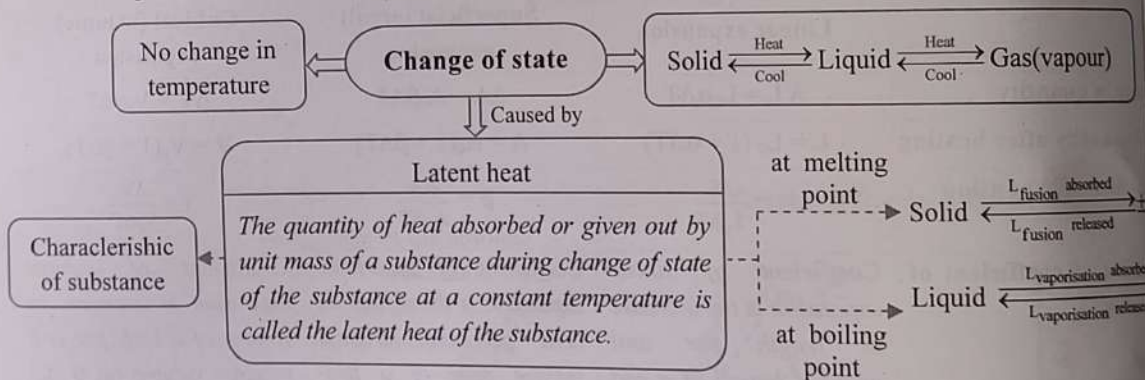 No change in
temperature
Change of state
Solid Heat Cool Liquid Heat Cool Gas(vapour)
Caused by
Latent heat
The quantity of heat absorbed or given out by
unit mass of a substance during change of state
of the substance at a constant temperature is
called the latent heat of the substance.
Characlerishic
of substance
at melting
point
Solid L fusion absorbed
L fusion released
Liquid L vaporisation absorbe
L vaporisation released
at boiling
point